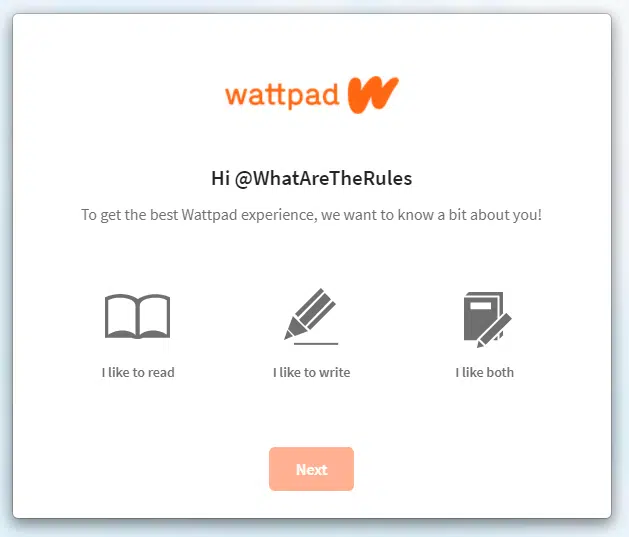 wattpad
Hi @WhatAreTheRules
To get the best Wattpad experience, we want to know a bit about you!
I like to read
I like to write
I like both
Next